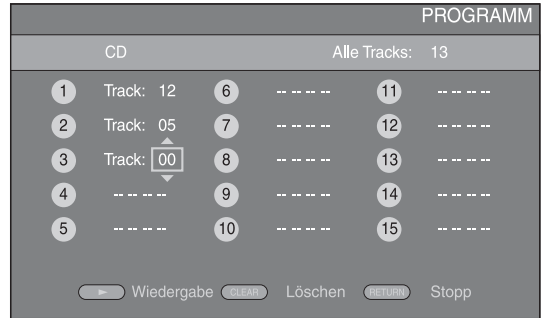 PROGRAMM
CD Alle Tracks: 13
1 Track: 12 6 -- -- -- -- 11 -- -- -- --
2 Track: 05 7 -- -- -- -- 12 -- -- -- --
3 Track: 00 8 -- -- -- -- 13 -- -- -- --
4 -- -- -- -- 9 -- -- -- -- 14 -- -- -- --
5 -- -- -- -- 10 -- -- -- -- 15 -- -- -- --
Wiedergabe CLEAR Löschen RETURN Stopp